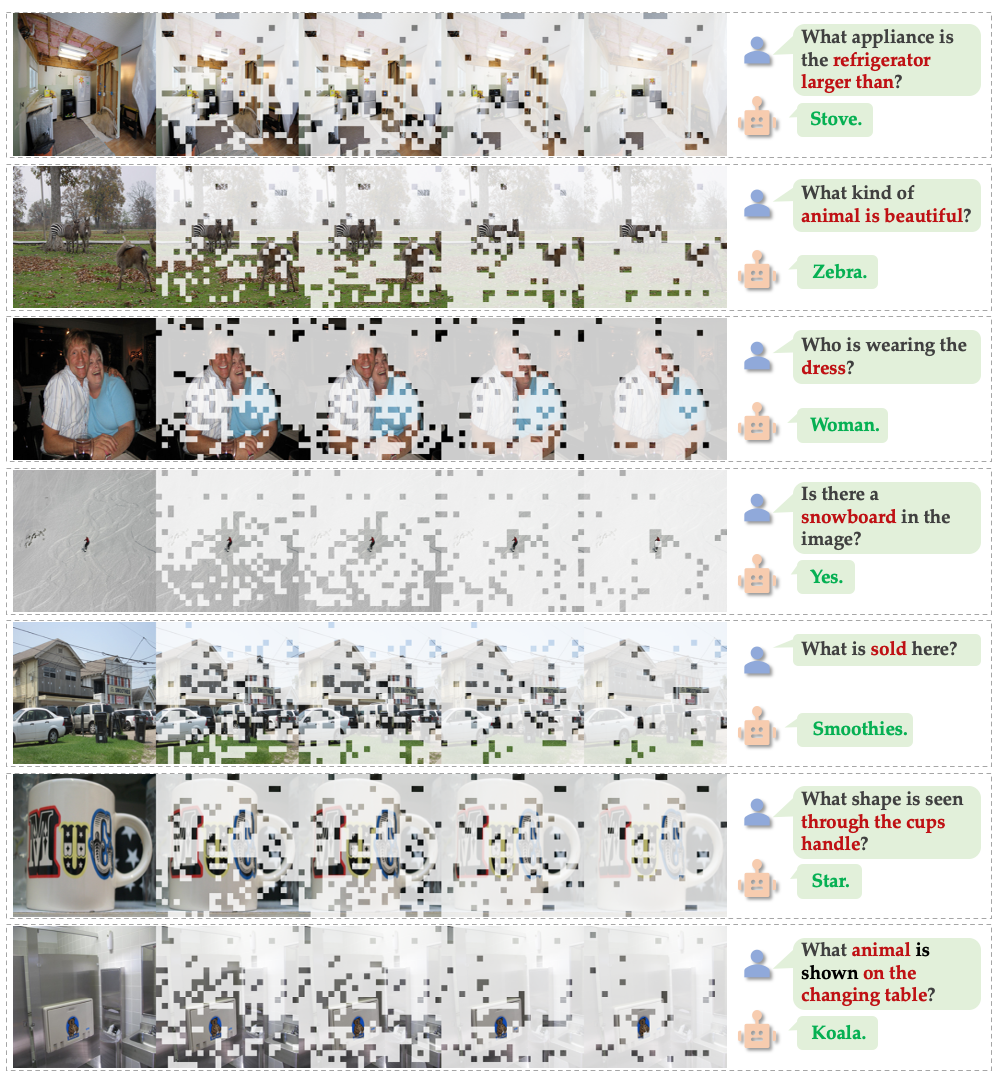 What appliance is
the refrigerator
larger than?
Stove.
What kind of
animal is beautiful?
Zebra.
Who is wearing the
dress?
Woman.
Is there a
snowboard in the
image?
Yes.
What is sold here?
Smoothies.
MUG
What shape is seen
through the cups
handle?
Star.
What animal is
shown on the
changing table?
Koala.